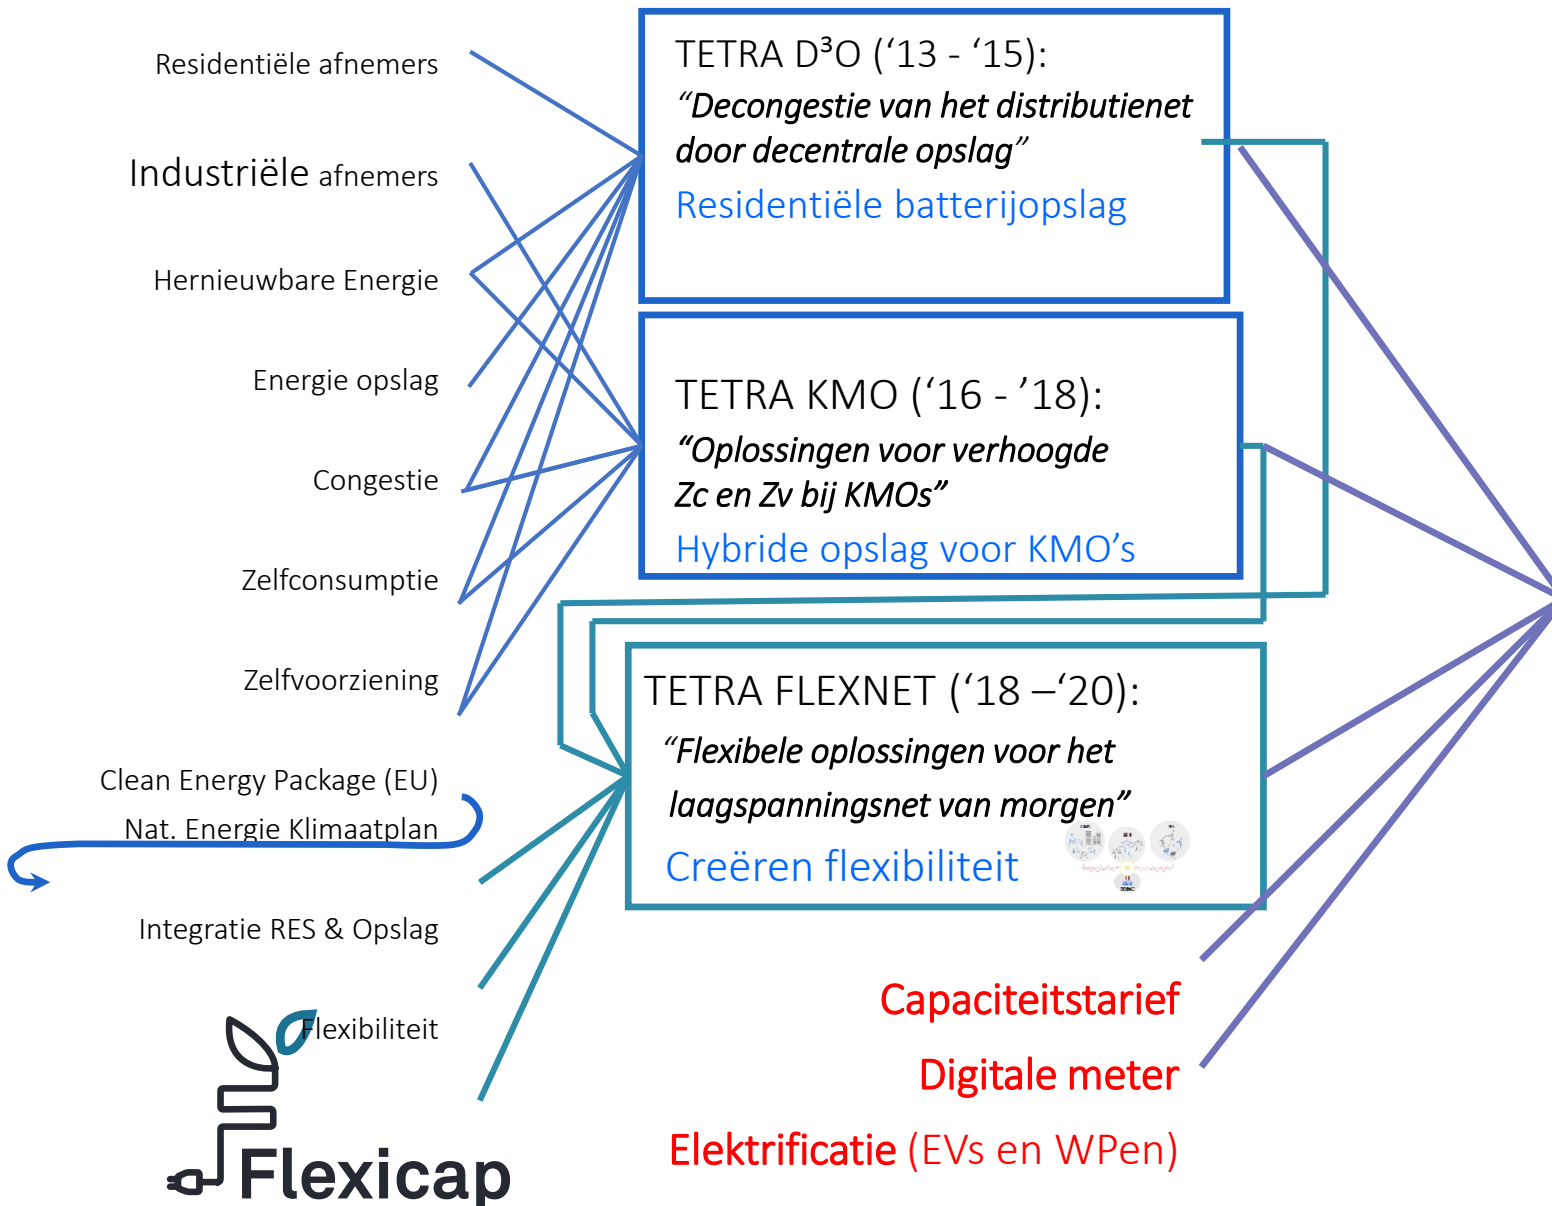 Residentiële afnemers
Industriële afnemers
Hernieuwbare Energie
Energie opslag
Congestie
Zelfconsumptie
Zelfvoorziening
Clean Energy Package (EU)
Nat. Energie Klimaatplan
Integratie RES & Opslag
Flexibiliteit
Flexicap
TETRA D³O (‘13 - ‘15):
“Decongestie van het distributienet
door decentrale opslag”
Residentiële batterijopslag
TETRA KMO (‘16 - ’18):
“Oplossingen voor verhoogde
Zc en Zv bij KMOs”
Hybride opslag voor KMO’s
TETRA FLEXNET (‘18 –‘20):
“Flexibele oplossingen voor het
laagspanningsnet van morgen”
Creëren flexibiliteit
Capaciteitstarief
Digitale meter
Elektrificatie (EVs en WPen)